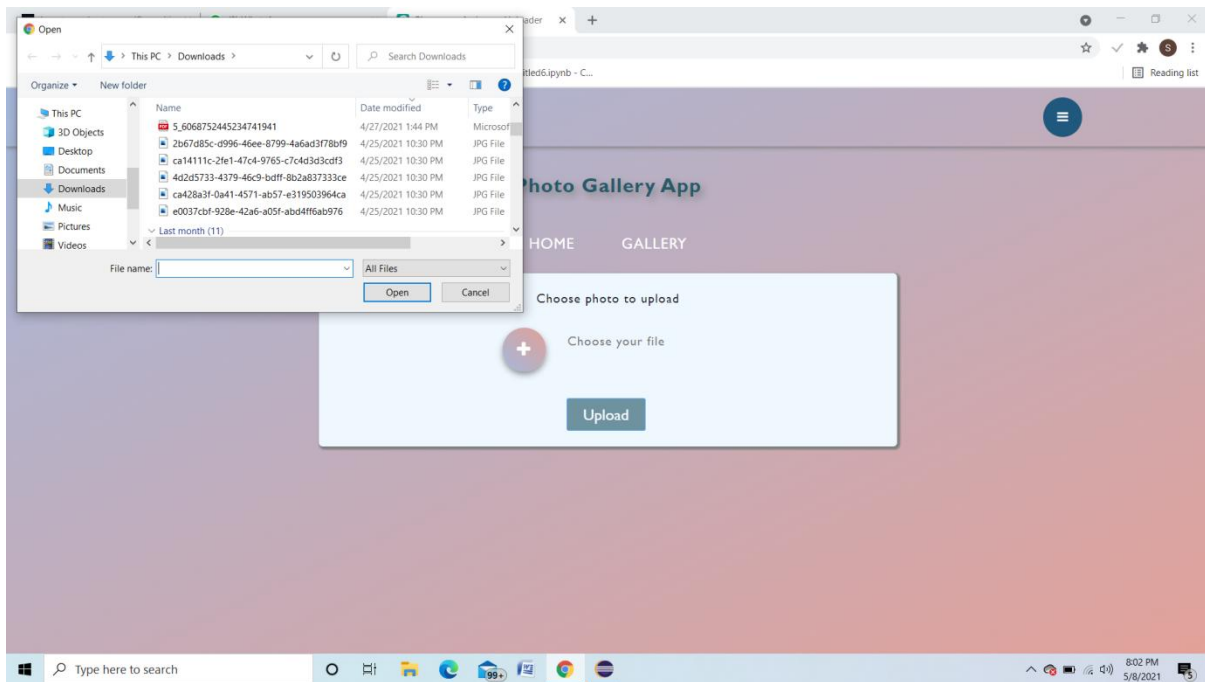 Open
ader
This PC > Downloads >
Search Downloads
itled6.ipynb - C...
Reading list
S
Organize
New folder
?
This PC
3D Objects
Desktop
Documents
Downloads
Music
Pictures
Videos
Name Date modified Type
5_6068752445234741941 4/27/2021 1:44 PM Microsof
2b67d85c-d996-46ee-8799-4a6ad3f78bf9 4/25/2021 10:30 PM JPG File
ca14111c-2fe1-47c4-9765-c7c4d3d3cdf3 4/25/2021 10:30 PM JPG File
4d2d5733-4379-46c9-bdff-8b2a837333ce 4/25/2021 10:30 PM JPG File
ca428a3f-0a41-4571-ab57-e319503964ca 4/25/2021 10:30 PM JPG File
e0037cbf-928e-42a6-a05f-abd4ff6ab976 4/25/2021 10:30 PM JPG File
Last month (11)
File name:
All Files
Open Cancel
Photo Gallery App
HOME GALLERY
Choose photo to upload
Choose your file
Upload
Type here to search
99+
8:02 PM
5/8/2021
5